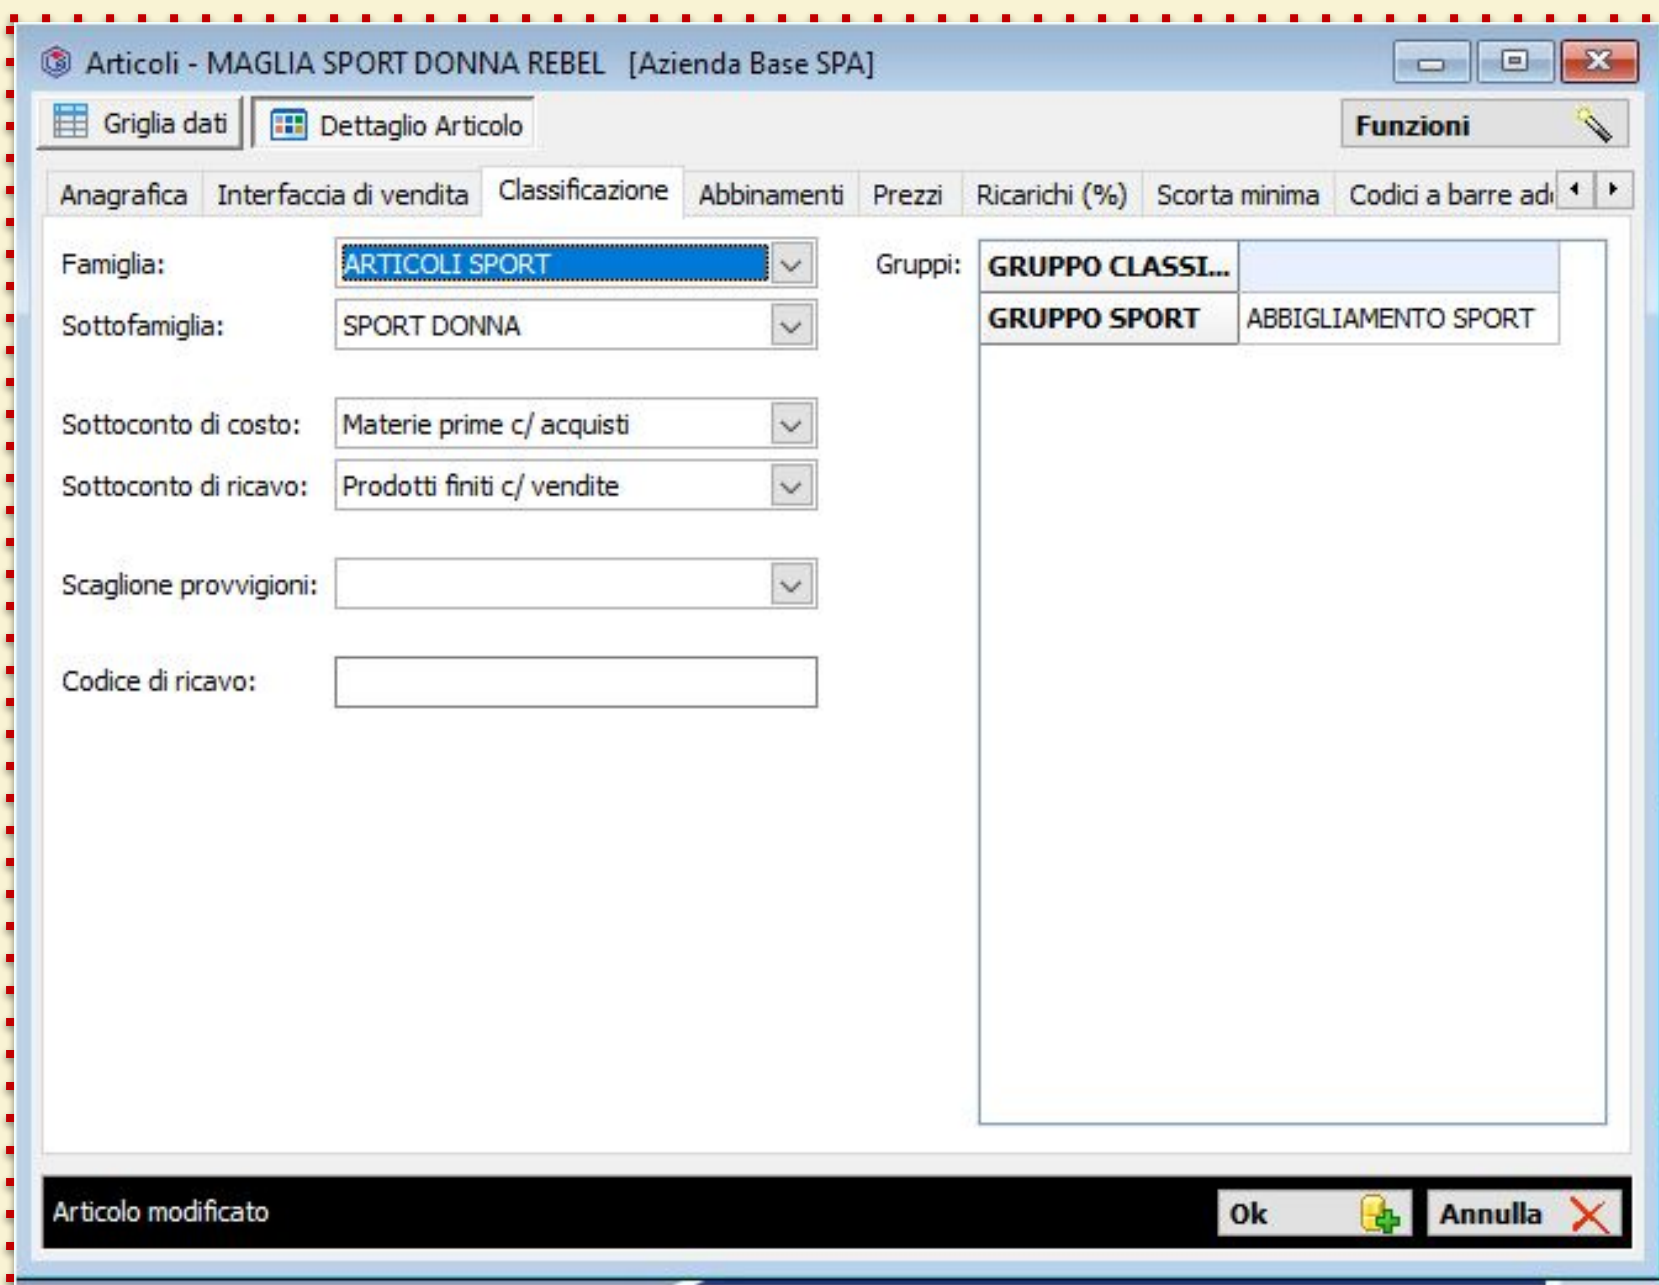 Articoli - MAGLIA SPORT DONNA REBEL [Azienda Base SPA]
Griglia dati Dettaglio Articolo Funzioni
Anagrafica Interfaccia di vendita Classificazione Abbinamenti Prezzi Ricarichi (%) Scorta minima Codici a barre
Famiglia: ARTICOLI SPORT Gruppi: GRUPPO CLASSI...
Sottofamiglia: SPORT DONNA GRUPPO SPORT ABBIGLIAMENTO SPORT
Sottoconto di costo: Materie prime c/ acquisti
Sottoconto di ricavo: Prodotti finiti c/ vendite
Scaglione provvigioni:
Codice di ricavo:
Articolo modificato Ok Annulla